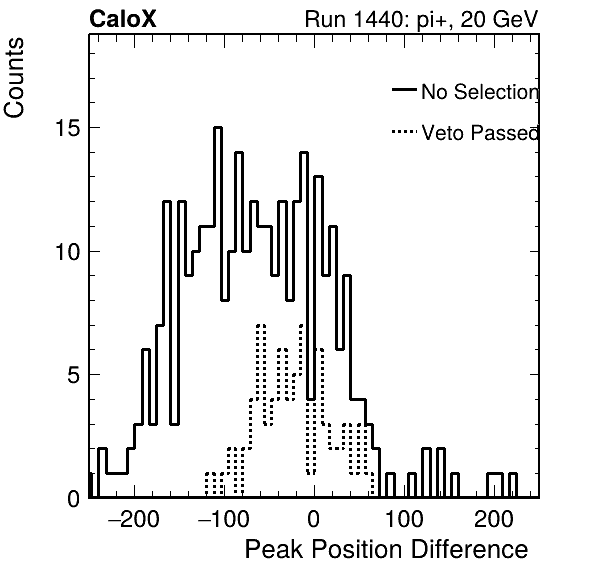 CaloX Run 1440: pi+, 20 GeV
Counts
No Selection
Veto Passed
15
10
5
0
−200 −100 0 100 200
Peak Position Difference